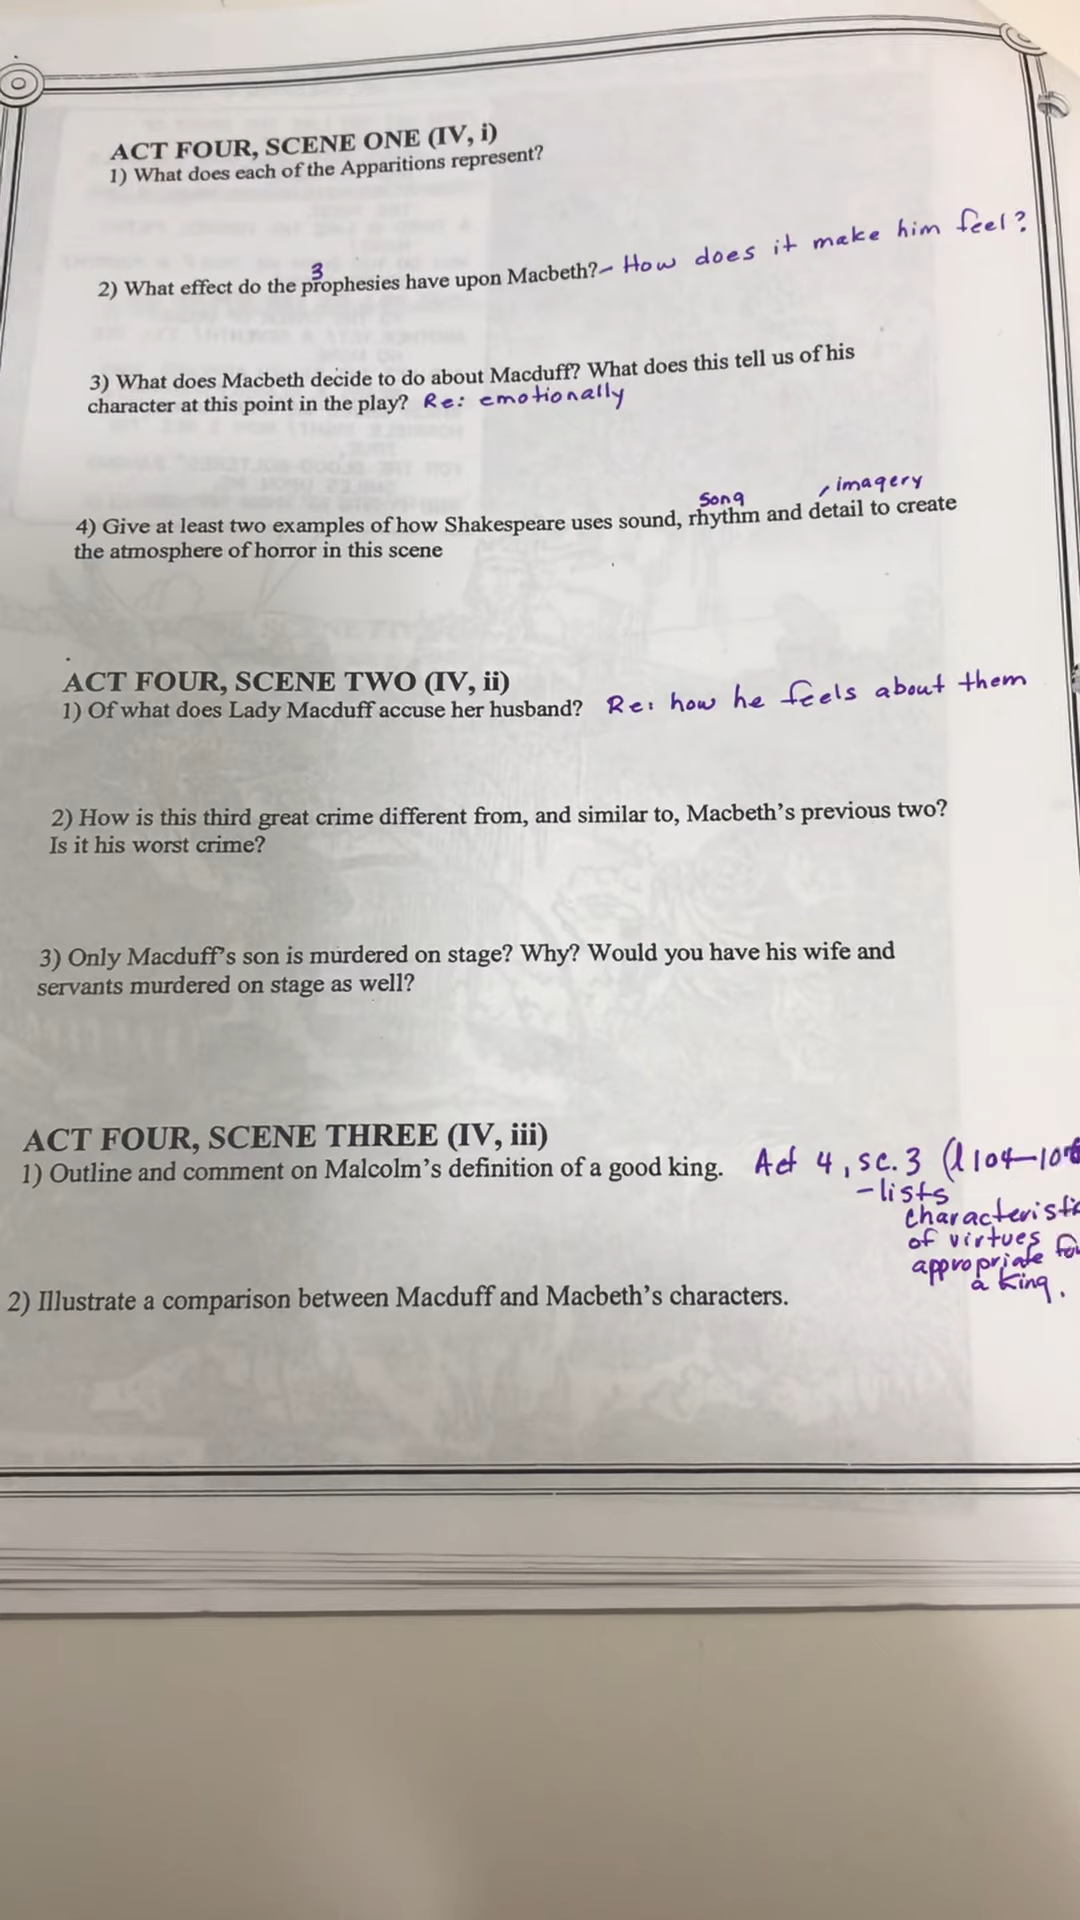 ACT FOUR, SCENE ONE (IV, i)
1) What does each of the Apparitions represent?
2) What effect do the prophesies have upon Macbeth? – How does it make him feel?
3
3) What does Macbeth decide to do about Macduff? What does this tell us of his
character at this point in the play? Re: emotionally
song , imagery
4) Give at least two examples of how Shakespeare uses sound, rhythm and detail to create
the atmosphere of horror in this scene
ACT FOUR, SCENE TWO (IV, ii)
1) Of what does Lady Macduff accuse her husband? Re: how he feels about them
2) How is this third great crime different from, and similar to, Macbeth's previous two?
Is it his worst crime?
3) Only Macduff's son is murdered on stage? Why? Would you have his wife and
servants murdered on stage as well?
ACT FOUR, SCENE THREE (IV, iii)
1) Outline and comment on Malcolm's definition of a good king. Act 4, sc. 3 (l 104-
– lists
characteristic
of virtues
appropriate for
a king.
2) Illustrate a comparison between Macduff and Macbeth's characters.